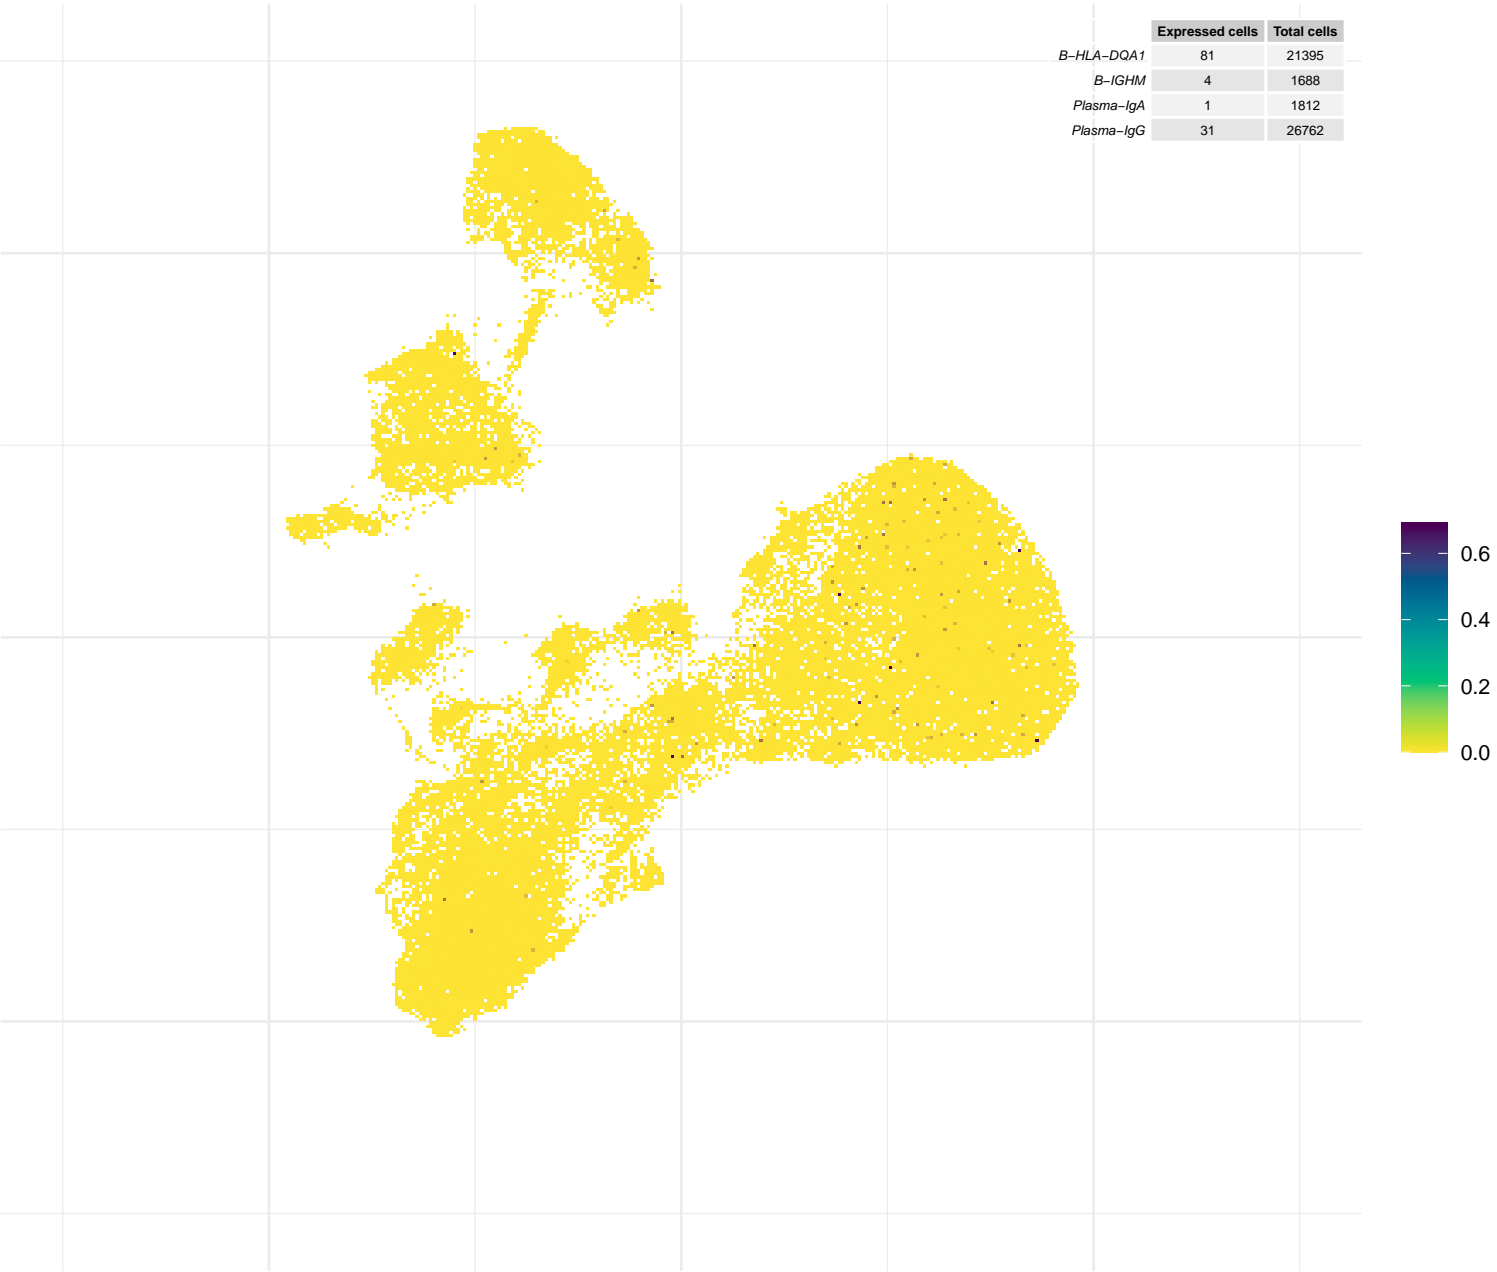 Expressed cells Total cells
B−HLA−DQA1 81 21395
B−IGHM 4 1688
Plasma−IgA 1 1812
Plasma−IgG 31 26762
0.6
0.4
0.2
0.0